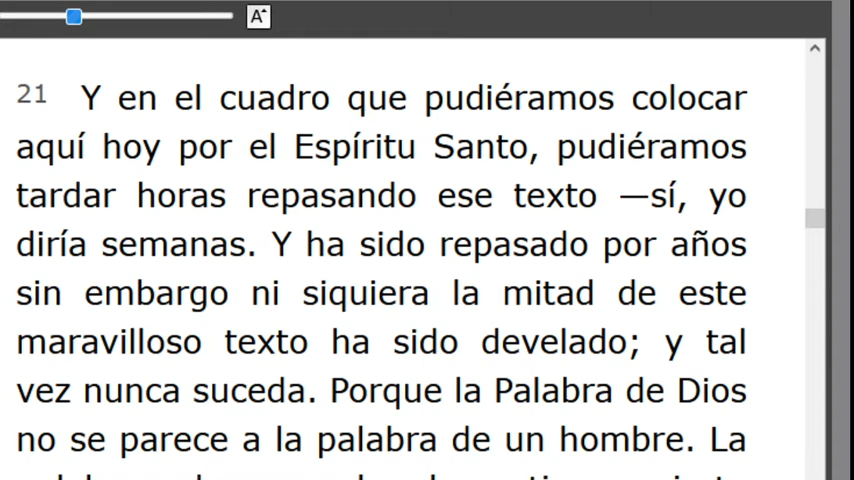 A
21 Y en el cuadro que pudiéramos colocar
aquí hoy por el Espíritu Santo, pudiéramos
tardar horas repasando ese texto —sí, yo
diría semanas. Y ha sido repasado por años
sin embargo ni siquiera la mitad de este
maravilloso texto ha sido develado; y tal
vez nunca suceda. Porque la Palabra de Dios
no se parece a la palabra de un hombre. La